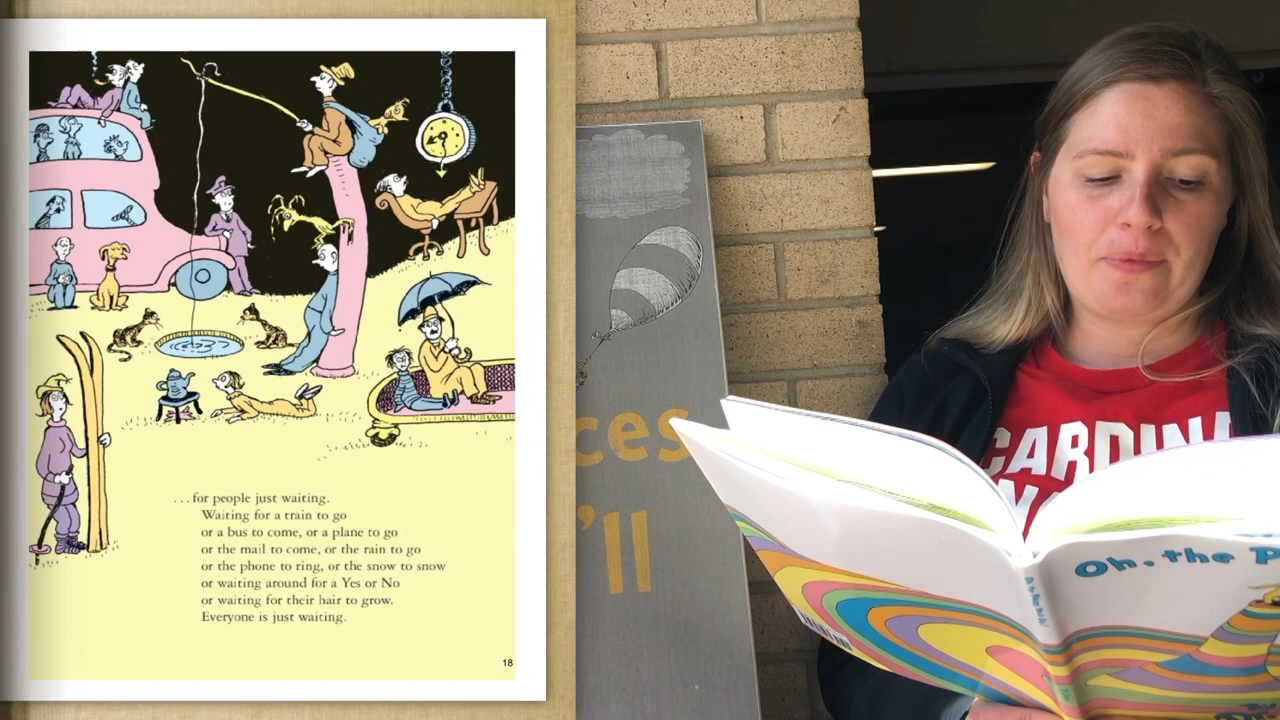 ...for people just waiting.
Waiting for a train to go
or a bus to come, or a plane to go
or the mail to come, or the rain to go
or the phone to ring, or the snow to snow
or waiting around for a Yes or No
or waiting for their hair to grow.
Everyone is just waiting.
18
ces
'll
CARDINA
Oh, the P